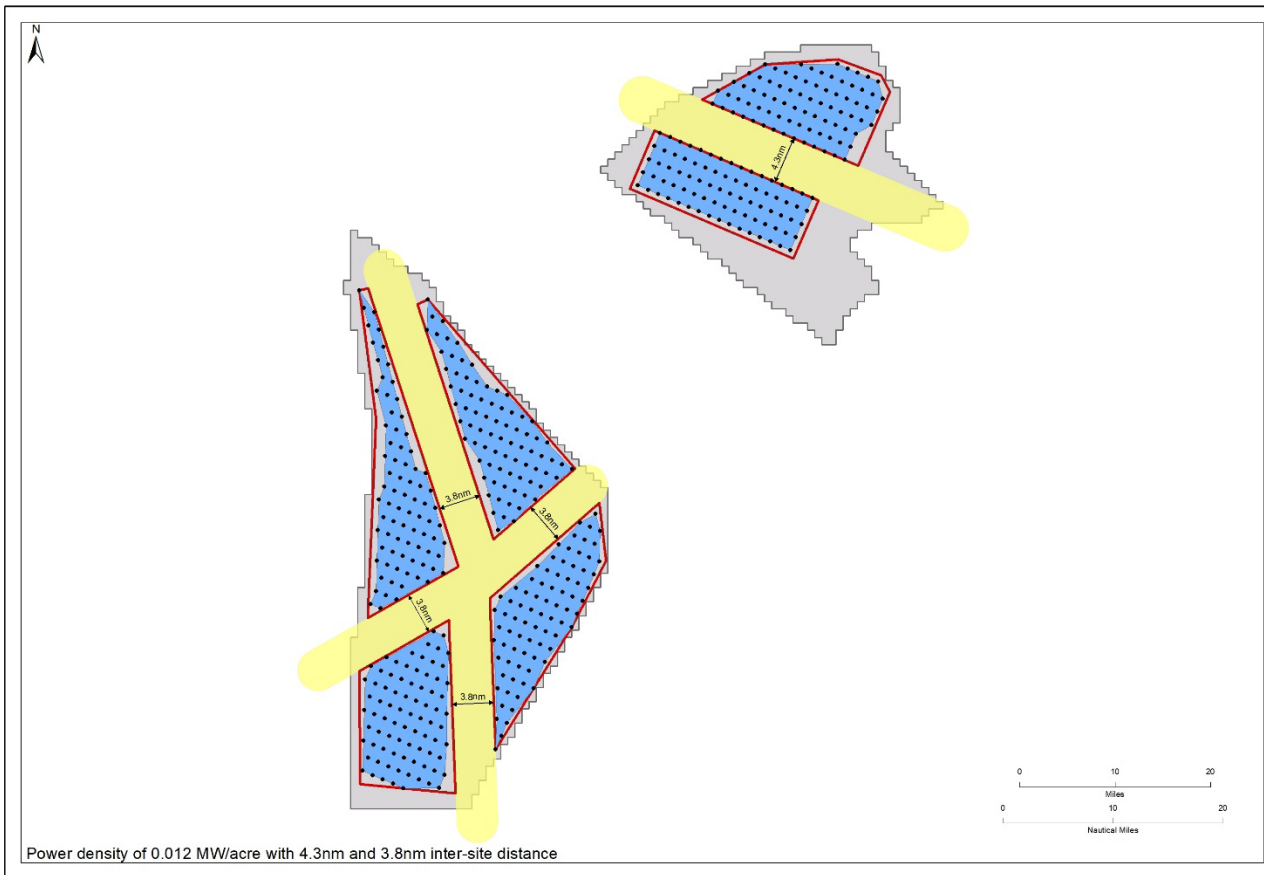 N
4.3nm
3.8nm
3.8nm
3.8nm
3.8nm
0 10 20
Miles
0 10 20
Nautical Miles
Power density of 0.012 MW/acre with 4.3nm and 3.8nm inter-site distance